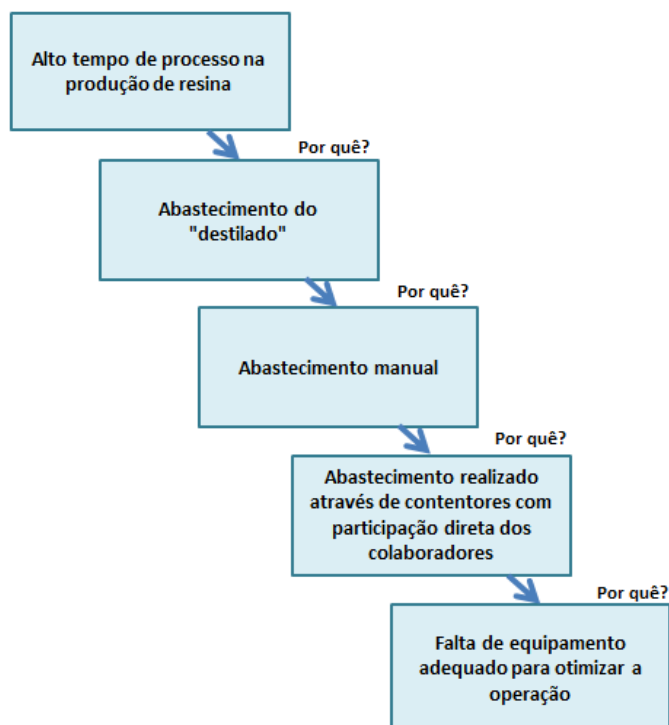 Alto tempo de processo na
produção de resina
Por quê?
Abastecimento do
"destilado"
Por quê?
Abastecimento manual
Por quê?
Abastecimento realizado
através de contentores com
participação direta dos
colaboradores
Por quê?
Falta de equipamento
adequado para otimizar a
operação